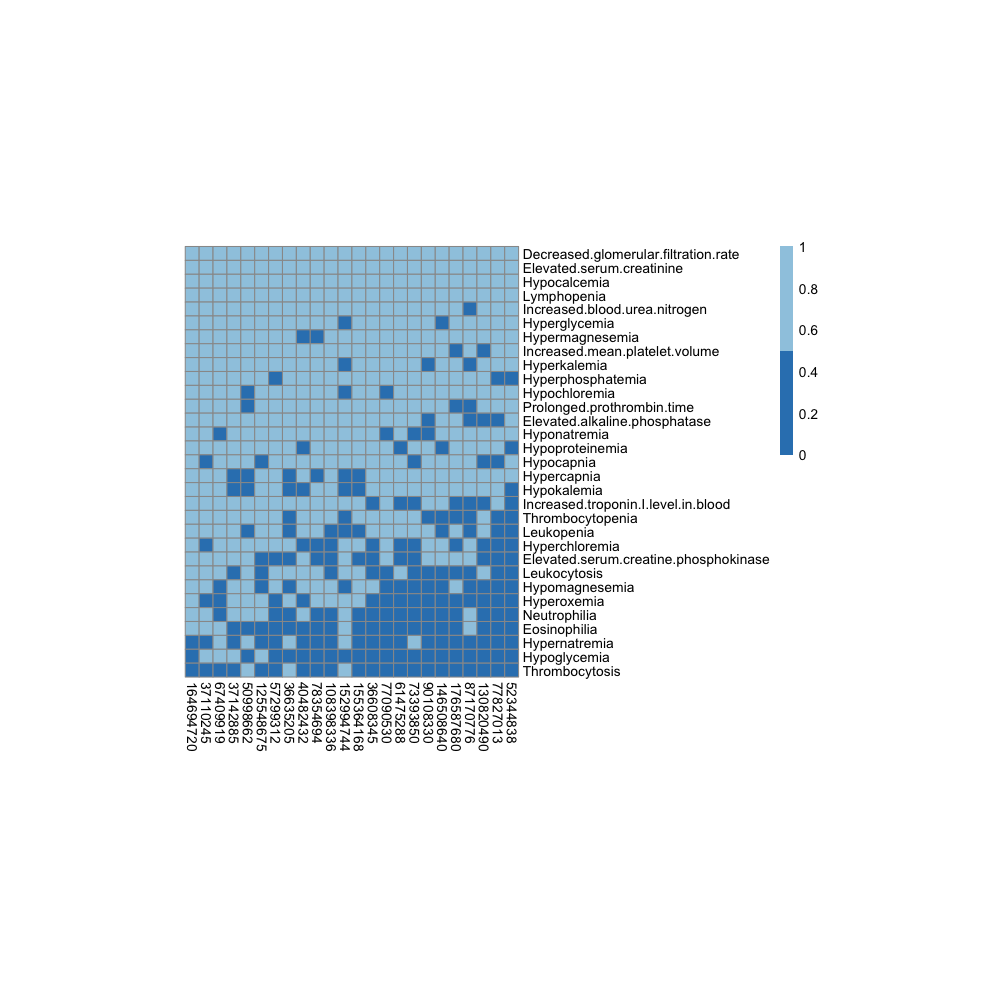 Decreased.glomerular.filtration.rate
Elevated.serum.creatinine
Hypocalcemia
Lymphopenia
Increased.blood.urea.nitrogen
Hyperglycemia
Hypermagnesemia
Increased.mean.platelet.volume
Hyperkalemia
Hyperphosphatemia
Hypochloremia
Prolonged.prothrombin.time
Elevated.alkaline.phosphatase
Hyponatremia
Hypoproteinemia
Hypocapnia
Hypercapnia
Hypokalemia
Increased.troponin.I.level.in.blood
Thrombocytopenia
Leukopenia
Hyperchloremia
Elevated.serum.creatine.phosphokinase
Leukocytosis
Hypomagnesemia
Hyperoxemia
Neutrophilia
Eosinophilia
Hypernatremia
Hypoglycemia
Thrombocytosis
1
0.8
0.6
0.4
0.2
0
164694720
37110245
67409919
37142885
50998662
125548675
57299312
36635205
40482432
78354694
108398336
152994744
155364168
36608345
77090530
61475288
73393850
90108330
146508640
176587680
87170776
130820490
77827013
52344838